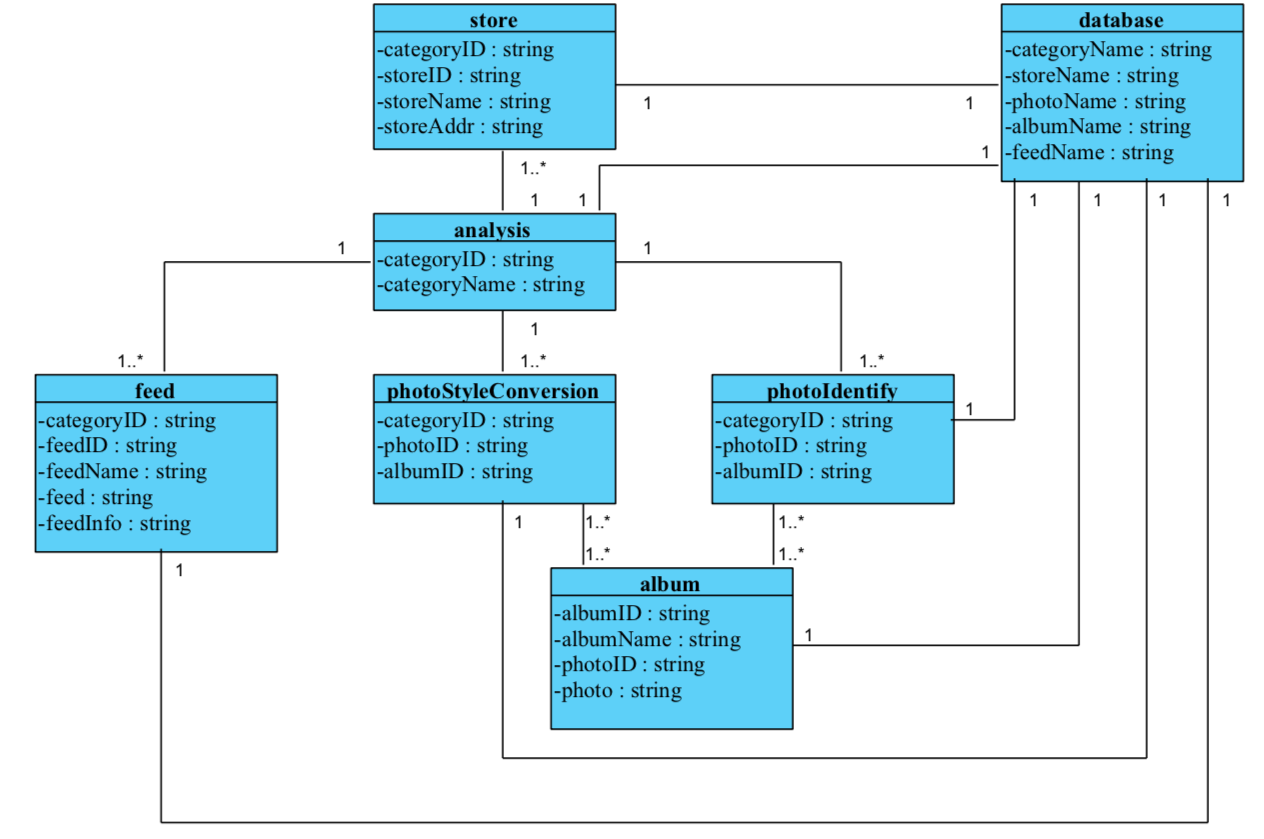 store
-categoryID : string
-storeID : string
-storeName : string
-storeAddr : string
database
-categoryName : string
-storeName : string
-photoName : string
-albumName : string
-feedName : string
1
1
1..*
1
1
1
1
1
1
1
analysis
-categoryID : string
-categoryName : string
1
1
1
1..*
1..*
1..*
feed
-categoryID : string
-feedID : string
-feedName : string
-feed : string
-feedInfo : string
photoStyleConversion
-categoryID : string
-photoID : string
-albumID : string
photoIdentify
-categoryID : string
-photoID : string
-albumID : string
1
1
1
1..*
1..*
1..*
1..*
album
-albumID : string
-albumName : string
-photoID : string
-photo : string
1